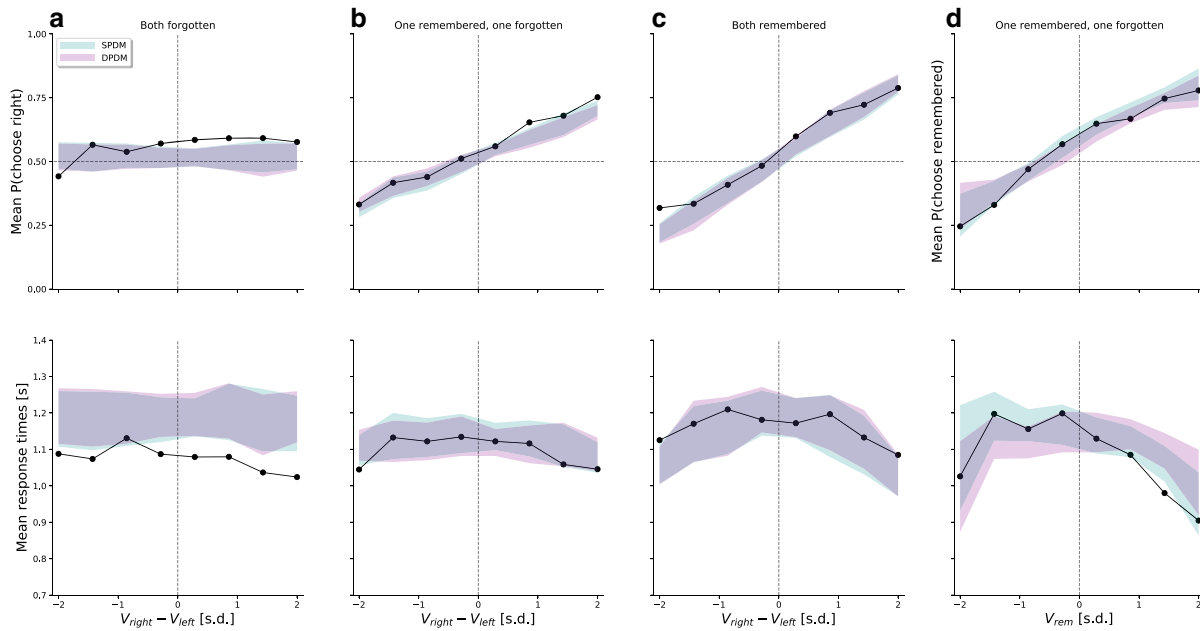 a
b
c
d
Both forgotten
One remembered, one forgotten
Both remembered
One remembered, one forgotten
SPDM
DPDM
Mean P(choose right)
1,00
0,75
0,50
0,25
0,00
Mean P(choose remembered)
Mean response times [s]
1.4
1.3
1.2
1.1
1.0
0.9
0.8
0.7
−2 −1 0 1 2
−2 −1 0 1 2
−2 −1 0 1 2
−2 −1 0 1 2
V_right − V_left [s.d.]
V_right − V_left [s.d.]
V_right − V_left [s.d.]
V_rem [s.d.]